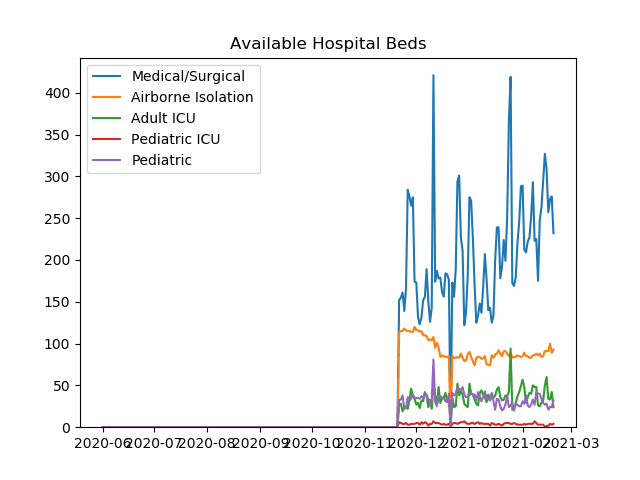 Available Hospital Beds
Medical/Surgical
Airborne Isolation
Adult ICU
Pediatric ICU
Pediatric
400
350
300
250
200
150
100
50
0
2020-06 2020-07 2020-08 2020-09 2020-10 2020-11 2020-12 2021-01 2021-02 2021-03